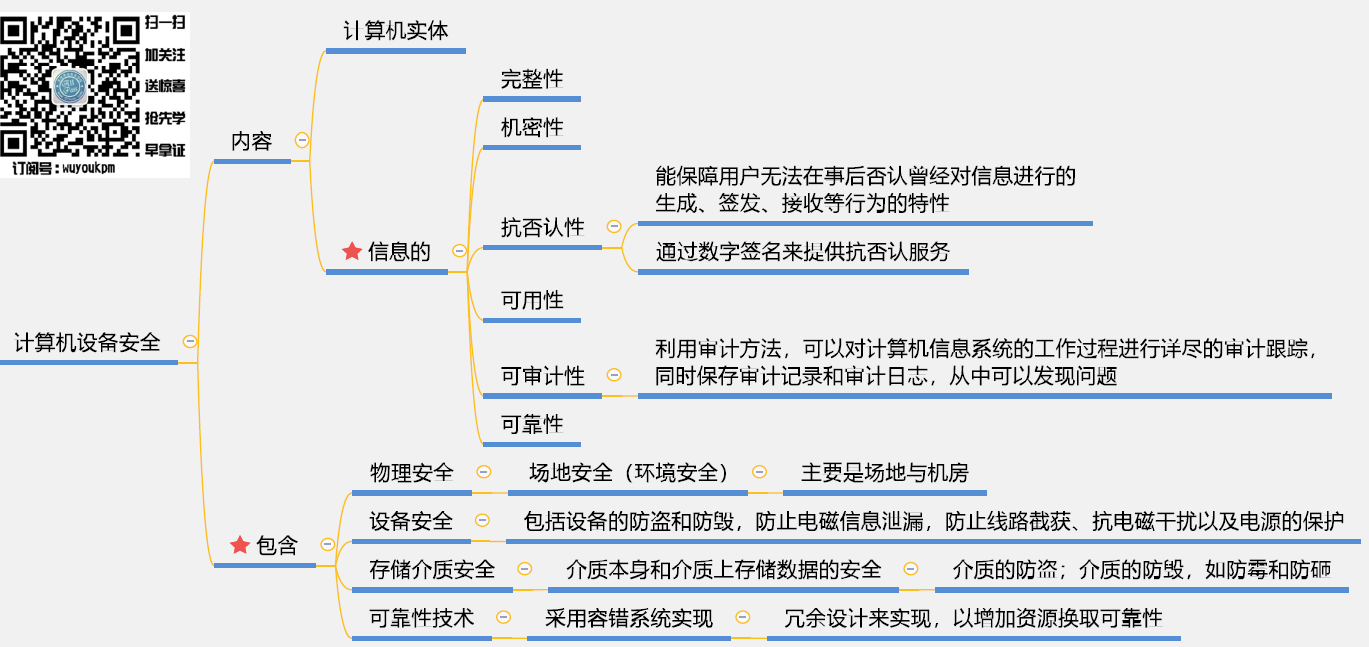 扫一扫
加关注
送惊喜
抢先学
早拿证
订阅号：wuyoukpm
计算机设备安全
内容
计算机实体
信息的
完整性
机密性
抗否认性
能保障用户无法在事后否认曾经对信息进行的
生成、签发、接收等行为的特性
通过数字签名来提供抗否认服务
可用性
可审计性
利用审计方法，可以对计算机信息系统的工作过程进行详尽的审计跟踪，
同时保存审计记录和审计日志，从中可以发现问题
可靠性
包含
物理安全
场地安全（环境安全）
主要是场地与机房
设备安全
包括设备的防盗和防毁，防止电磁信息泄漏，防止线路截获、抗电磁干扰以及电源的保护
存储介质安全
介质本身和介质上存储数据的安全
介质的防盗；介质的防毁，如防霉和防砸
可靠性技术
采用容错系统实现
冗余设计来实现，以增加资源换取可靠性